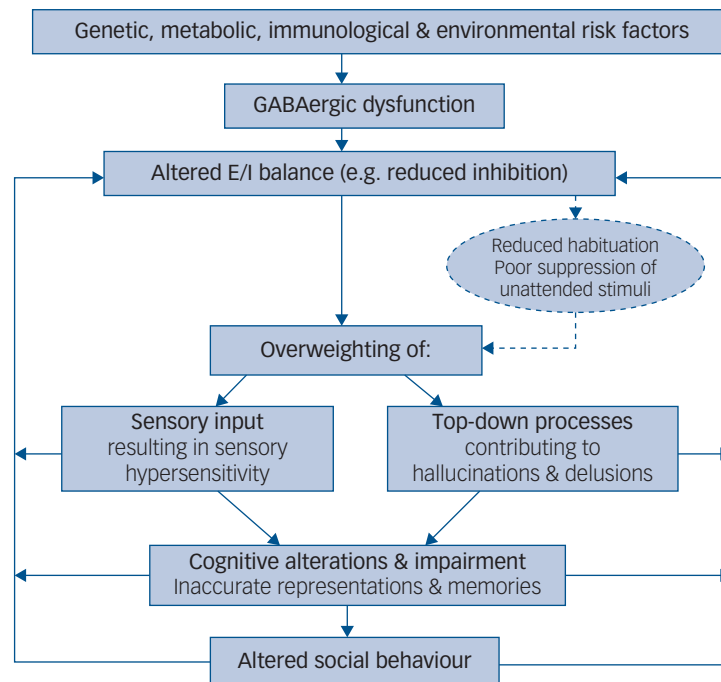 Genetic, metabolic, immunological & environmental risk factors
GABAergic dysfunction
Altered E/I balance (e.g. reduced inhibition)
Reduced habituation
Poor suppression of
unattended stimuli
Overweighting of:
Sensory input
resulting in sensory
hypersensitivity
Top-down processes
contributing to
hallucinations & delusions
Cognitive alterations & impairment
Inaccurate representations & memories
Altered social behaviour